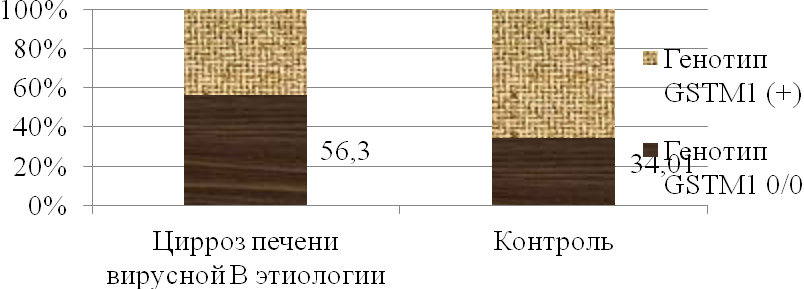 100%
80%
60%
40%
20%
0%
56,3
34,01
Цирроз печени
вирусной В этиологии
Контроль
Генотип
GSTM1 (+)
Генотип
GSTM1 0/0